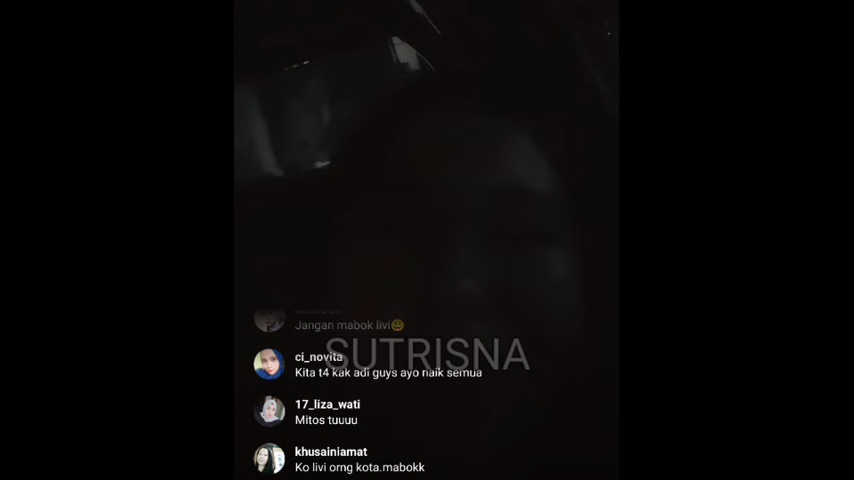 Jangan mabok livi😃
SUTRISNA
ci_novita
Kita t4 kak adi guys ayo naik semua
17_liza_wati
Mitos tuuuu
khusainiamat
Ko livi orng kota.mabokk